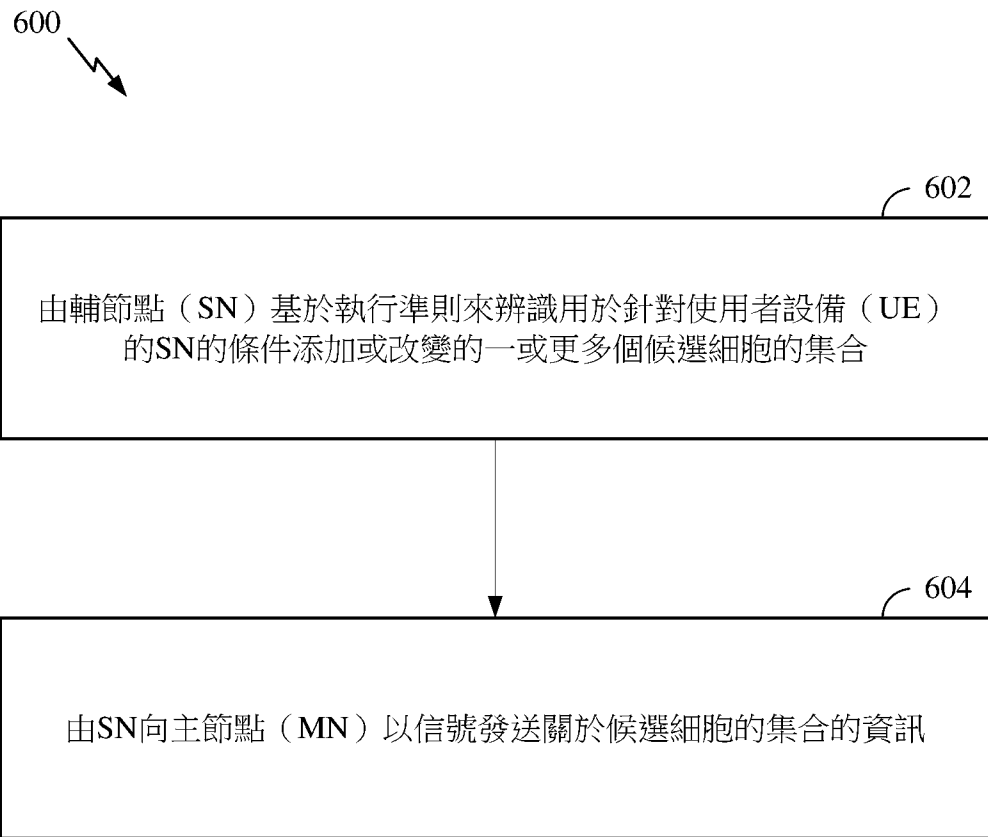 600
602
由輔節點（SN）基於執行準則來辨識用於針對使用者設備（UE）
的SN的條件添加或改變的一或更多個候選細胞的集合
604
由SN向主節點（MN）以信號發送關於候選細胞的集合的資訊